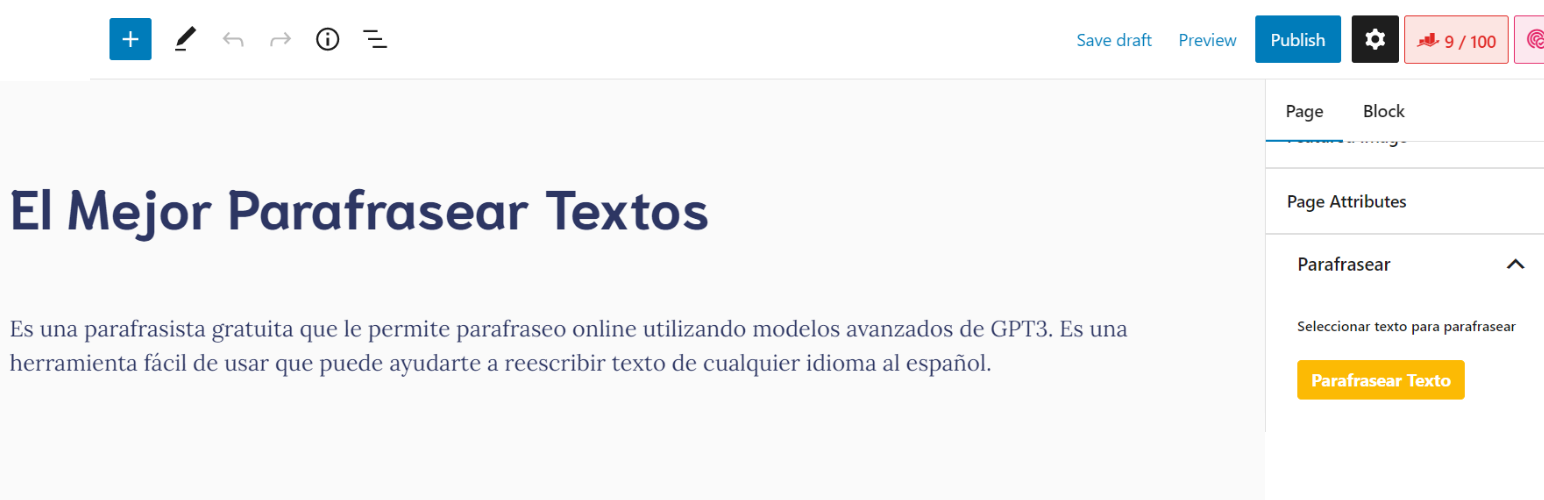 Save draft Preview Publish 9 / 100
Page Block
Featured Image
Page Attributes
Parafrasear
Seleccionar texto para parafrasear
Parafrasear Texto
El Mejor Parafrasear Textos
Es una parafrasista gratuita que le permite parafraseo online utilizando modelos avanzados de GPT3. Es una
herramienta fácil de usar que puede ayudarte a reescribir texto de cualquier idioma al español.